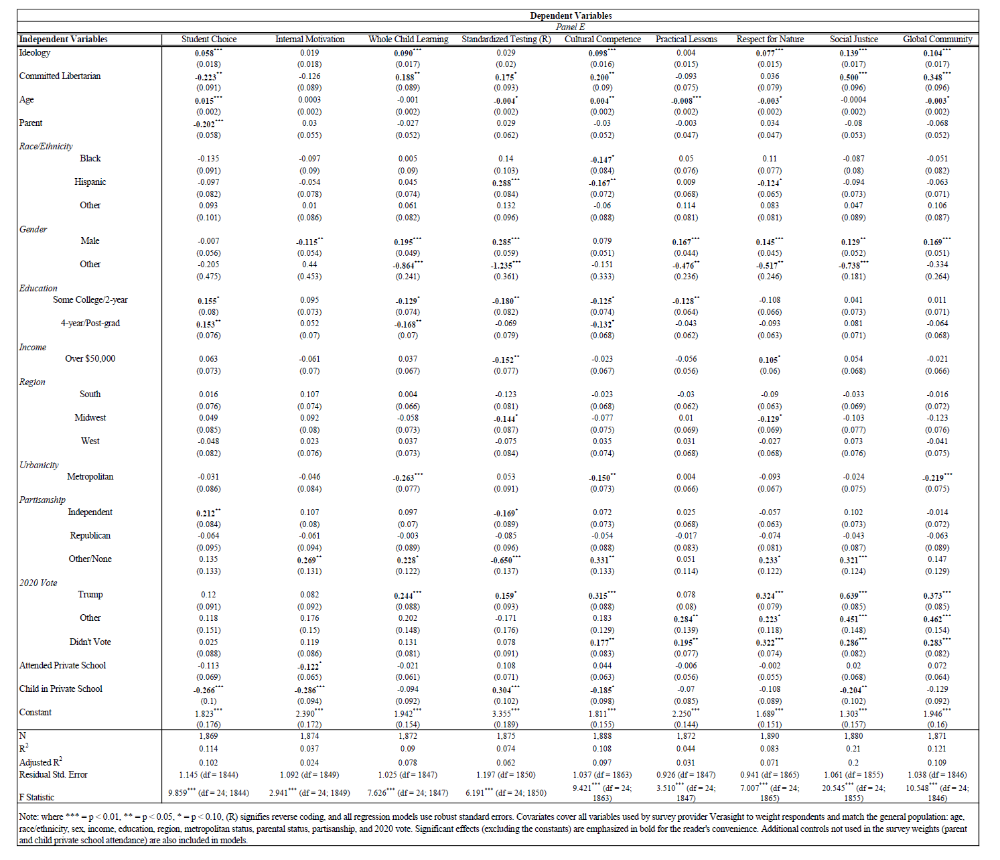 Dependent Variables
Panel E
Independent Variables Student Choice Internal Motivation Whole Child Learning Standardized Testing (R) Cultural Competence Practical Lessons Respect for Nature Social Justice Global Community
Ideology 0.058*** 0.019 0.090*** 0.029 0.098*** 0.004 0.077*** 0.139*** 0.104***
(0.018) (0.018) (0.017) (0.02) (0.016) (0.015) (0.015) (0.017) (0.017)
Committed Libertarian -0.223** -0.126 0.188** 0.175* 0.200** -0.093 0.036 0.500*** 0.348***
(0.091) (0.089) (0.089) (0.093) (0.09) (0.075) (0.079) (0.096) (0.096)
Age 0.015*** 0.0003 -0.001 -0.004* 0.004** -0.008*** -0.003* -0.0004 -0.003*
(0.002) (0.002) (0.002) (0.002) (0.002) (0.002) (0.002) (0.002) (0.002)
Parent -0.202*** 0.03 -0.027 0.029 -0.03 -0.003 0.034 -0.08 -0.068
(0.058) (0.055) (0.052) (0.062) (0.052) (0.047) (0.047) (0.053) (0.052)
Race/Ethnicity
Black -0.135 -0.097 0.005 0.14 -0.147* 0.05 0.11 -0.087 -0.051
(0.091) (0.09) (0.09) (0.103) (0.084) (0.076) (0.077) (0.08) (0.082)
Hispanic -0.097 -0.054 0.045 0.288*** -0.167** 0.009 -0.124* -0.094 -0.063
(0.082) (0.078) (0.074) (0.084) (0.072) (0.068) (0.065) (0.073) (0.071)
Other 0.093 0.01 0.061 0.132 -0.06 0.114 0.083 0.047 0.106
(0.101) (0.086) (0.082) (0.096) (0.088) (0.081) (0.081) (0.089) (0.087)
Gender
Male -0.007 -0.115** 0.195*** 0.285*** 0.079 0.167*** 0.145*** 0.129** 0.169***
(0.056) (0.054) (0.049) (0.059) (0.051) (0.044) (0.045) (0.052) (0.051)
Other -0.205 0.44 -0.864*** -1.235*** -0.151 -0.476** -0.517** -0.738*** -0.334
(0.475) (0.453) (0.241) (0.361) (0.333) (0.236) (0.246) (0.181) (0.264)
Education
Some College/2-year 0.155* 0.095 -0.129* -0.180** -0.125* -0.128** -0.108 0.041 0.011
(0.08) (0.073) (0.074) (0.082) (0.074) (0.064) (0.066) (0.073) (0.071)
4-year/Post-grad 0.153** 0.052 -0.168** -0.069 -0.132* -0.043 -0.093 0.081 -0.064
(0.076) (0.07) (0.07) (0.079) (0.068) (0.062) (0.063) (0.071) (0.068)
Income
Over $50,000 0.063 -0.061 0.037 -0.152** -0.023 -0.056 0.105* 0.054 -0.021
(0.073) (0.07) (0.067) (0.077) (0.067) (0.056) (0.06) (0.068) (0.066)
Region
South 0.016 0.107 0.004 -0.123 -0.023 -0.03 -0.09 -0.033 -0.016
(0.076) (0.074) (0.066) (0.081) (0.068) (0.062) (0.063) (0.069) (0.072)
Midwest 0.049 0.092 -0.058 -0.144* -0.077 0.01 -0.129* -0.103 -0.123
(0.085) (0.08) (0.073) (0.087) (0.075) (0.069) (0.069) (0.077) (0.076)
West -0.048 0.023 0.037 -0.075 0.035 0.031 -0.027 0.073 -0.041
(0.082) (0.076) (0.073) (0.084) (0.074) (0.068) (0.068) (0.076) (0.075)
Urbanicity
Metropolitan -0.031 -0.046 -0.263*** 0.053 -0.150** 0.004 -0.093 -0.024 -0.219***
(0.086) (0.084) (0.077) (0.091) (0.073) (0.066) (0.067) (0.075) (0.075)
Partisanship
Independent 0.212** 0.107 0.097 -0.169* 0.072 0.025 -0.057 0.102 -0.014
(0.084) (0.08) (0.07) (0.089) (0.073) (0.068) (0.063) (0.073) (0.072)
Republican -0.064 -0.061 -0.003 -0.085 -0.054 -0.017 -0.074 -0.043 -0.063
(0.095) (0.094) (0.089) (0.096) (0.088) (0.083) (0.081) (0.087) (0.089)
Other/None 0.135 0.269** 0.228* -0.650*** 0.331** 0.051 0.233* 0.321*** 0.147
(0.133) (0.131) (0.122) (0.137) (0.133) (0.114) (0.122) (0.124) (0.129)
2020 Vote
Trump 0.12 0.082 0.244*** 0.159* 0.315*** 0.078 0.324*** 0.639*** 0.373***
(0.091) (0.092) (0.088) (0.093) (0.088) (0.08) (0.079) (0.085) (0.085)
Other 0.118 0.176 0.202 -0.171 0.183 0.284** 0.223* 0.451*** 0.462***
(0.151) (0.15) (0.148) (0.176) (0.129) (0.139) (0.118) (0.148) (0.154)
Didn't Vote 0.025 0.119 0.131 0.078 0.177** 0.195** 0.322*** 0.286*** 0.283***
(0.088) (0.086) (0.081) (0.091) (0.083) (0.077) (0.074) (0.082) (0.082)
Attended Private School -0.113 -0.122* -0.021 0.108 0.044 -0.006 -0.002 0.02 0.072
(0.069) (0.065) (0.061) (0.071) (0.063) (0.056) (0.055) (0.068) (0.064)
Child in Private School -0.266*** -0.286*** -0.094 0.304*** -0.185* -0.07 -0.108 -0.204** -0.129
(0.1) (0.094) (0.092) (0.102) (0.098) (0.085) (0.089) (0.102) (0.092)
Constant 1.823*** 2.390*** 1.942*** 3.355*** 1.811*** 2.250*** 1.689*** 1.303*** 1.946***
(0.176) (0.172) (0.154) (0.189) (0.155) (0.144) (0.151) (0.157) (0.16)
N 1,869 1,874 1,872 1,875 1,888 1,872 1,890 1,880 1,871
R² 0.114 0.037 0.09 0.074 0.108 0.044 0.083 0.21 0.121
Adjusted R² 0.102 0.024 0.078 0.062 0.097 0.031 0.071 0.2 0.109
Residual Std. Error 1.145 (df = 1844) 1.092 (df = 1849) 1.025 (df = 1847) 1.197 (df = 1850) 1.037 (df = 1863) 0.926 (df = 1847) 0.941 (df = 1865) 1.061 (df = 1855) 1.038 (df = 1846)
F Statistic 9.859*** (df = 24; 1844) 2.941*** (df = 24; 1849) 7.626*** (df = 24; 1847) 6.191*** (df = 24; 1850) 9.421*** (df = 24; 1863) 3.510*** (df = 24; 1847) 7.007*** (df = 24; 1865) 20.545*** (df = 24; 1855) 10.548*** (df = 24; 1846)
Note: where *** = p < 0.01, ** = p < 0.05, * = p < 0.10, (R) signifies reverse coding, and all regression models use robust standard errors. Covariates cover all variables used by survey provider Verasight to weight respondents and match the general population: age,
race/ethnicity, sex, income, education, region, metropolitan status, parental status, partisanship, and 2020 vote. Significant effects (excluding the constants) are emphasized in bold for the reader's convenience. Additional controls not used in the survey weights (parent
and child private school attendance) are also included in models.